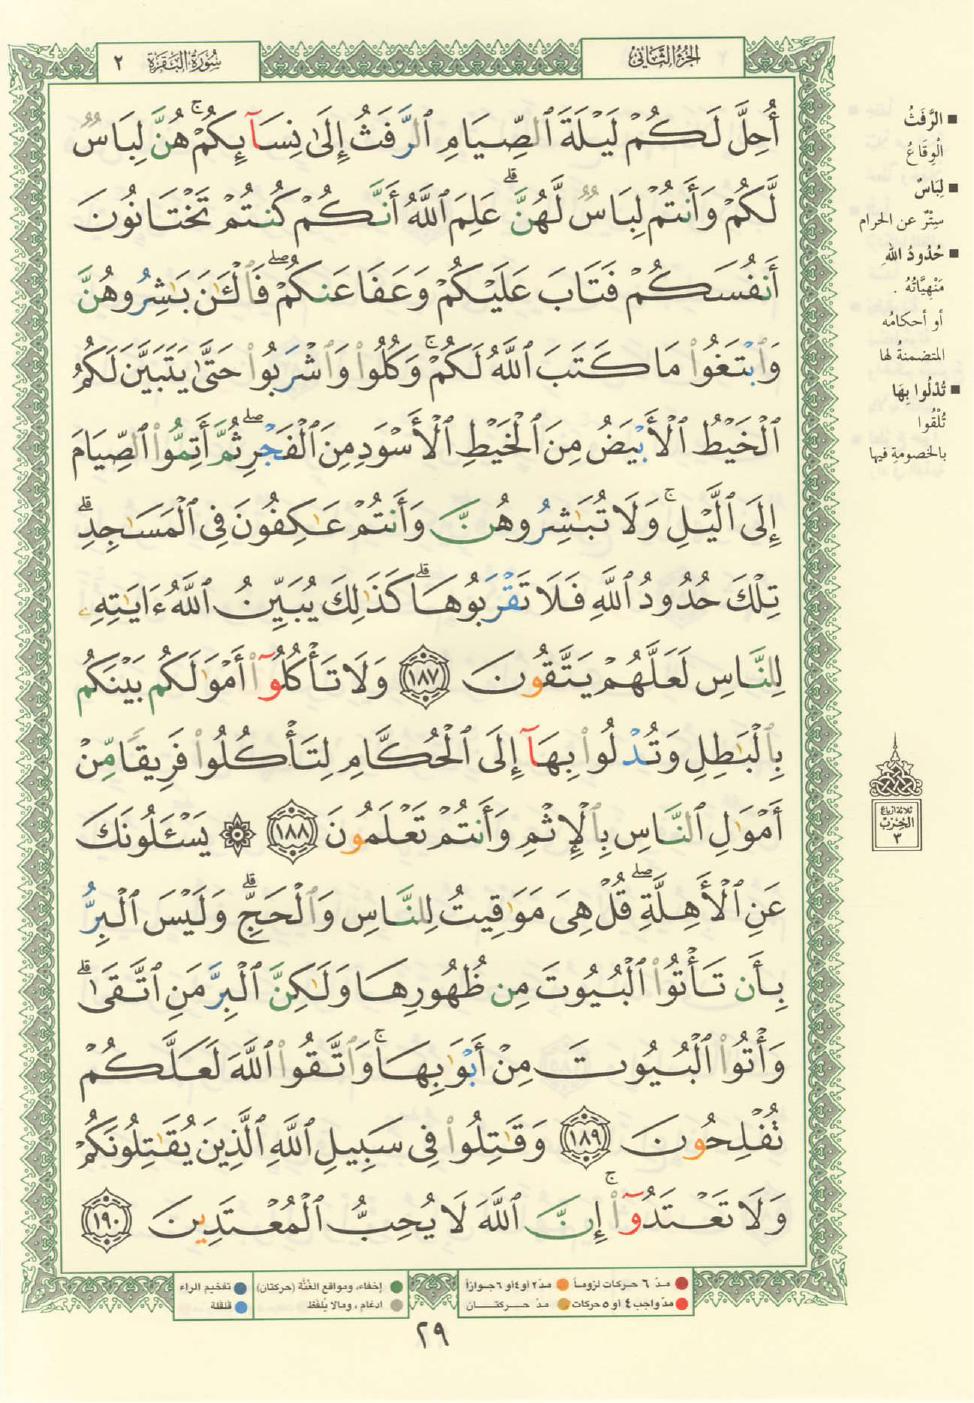 الجزء الثاني
سورة البقرة ٢
أُحِلَّ لَكُمْ لَيْلَةَ ٱلصِّيَامِ ٱلرَّفَثُ إِلَىٰ نِسَآئِكُمْ ۚ هُنَّ لِبَاسٌ
لَّكُمْ وَأَنتُمْ لِبَاسٌ لَّهُنَّ ۗ عَلِمَ ٱللَّهُ أَنَّكُمْ كُنتُمْ تَخْتَانُونَ
أَنفُسَكُمْ فَتَابَ عَلَيْكُمْ وَعَفَا عَنكُمْ ۖ فَٱلْـَٰٔنَ بَـٰشِرُوهُنَّ
وَٱبْتَغُوا۟ مَا كَتَبَ ٱللَّهُ لَكُمْ ۚ وَكُلُوا۟ وَٱشْرَبُوا۟ حَتَّىٰ يَتَبَيَّنَ لَكُمُ
ٱلْخَيْطُ ٱلْأَبْيَضُ مِنَ ٱلْخَيْطِ ٱلْأَسْوَدِ مِنَ ٱلْفَجْرِ ۖ ثُمَّ أَتِمُّوا۟ ٱلصِّيَامَ
إِلَى ٱلَّيْلِ ۚ وَلَا تُبَـٰشِرُوهُنَّ وَأَنتُمْ عَـٰكِفُونَ فِى ٱلْمَسَـٰجِدِ ۗ
تِلْكَ حُدُودُ ٱللَّهِ فَلَا تَقْرَبُوهَا ۗ كَذَٰلِكَ يُبَيِّنُ ٱللَّهُ ءَايَـٰتِهِۦ
لِلنَّاسِ لَعَلَّهُمْ يَتَّقُونَ ١٨٧ وَلَا تَأْكُلُوٓا۟ أَمْوَٰلَكُم بَيْنَكُم
بِٱلْبَـٰطِلِ وَتُدْلُوا۟ بِهَآ إِلَى ٱلْحُكَّامِ لِتَأْكُلُوا۟ فَرِيقًا مِّنْ
أَمْوَٰلِ ٱلنَّاسِ بِٱلْإِثْمِ وَأَنتُمْ تَعْلَمُونَ ١٨٨ ۞ يَسْـَٔلُونَكَ
عَنِ ٱلْأَهِلَّةِ ۖ قُلْ هِىَ مَوَٰقِيتُ لِلنَّاسِ وَٱلْحَجِّ ۗ وَلَيْسَ ٱلْبِرُّ
بِأَن تَأْتُوا۟ ٱلْبُيُوتَ مِن ظُهُورِهَا وَلَـٰكِنَّ ٱلْبِرَّ مَنِ ٱتَّقَىٰ ۗ
وَأْتُوا۟ ٱلْبُيُوتَ مِنْ أَبْوَٰبِهَا ۚ وَٱتَّقُوا۟ ٱللَّهَ لَعَلَّكُمْ
تُفْلِحُونَ ١٨٩ وَقَـٰتِلُوا۟ فِى سَبِيلِ ٱللَّهِ ٱلَّذِينَ يُقَـٰتِلُونَكُمْ
وَلَا تَعْتَدُوٓا۟ ۚ إِنَّ ٱللَّهَ لَا يُحِبُّ ٱلْمُعْتَدِينَ ١٩٠
■ الرَّفَثُ
الْوِقَاعُ
■ لِبَاسٌ
سِتْرٌ عن الحرام
■ حُدُودُ الله
مَنْهِيَّاتُهُ .
أو أحكامُه
المتضمنةُ لها
■ تُدْلُوا بِهَا
تُلْقُوا
بالخصومةِ فيها
ثلاثة أرباع
الحزب
٣
مدّ ٦ حركات لزوماً ● مدّ ٢ أو ٤ أو ٦ جوازاً
مدّ واجب ٤ أو ٥ حركات ● مدّ حركتان
إخفاء، ومواقع الغُنَّة (حركتان) ● تفخيم الراء
ادغام ، ومالا يُلفظ ● قلقلة
٢٩